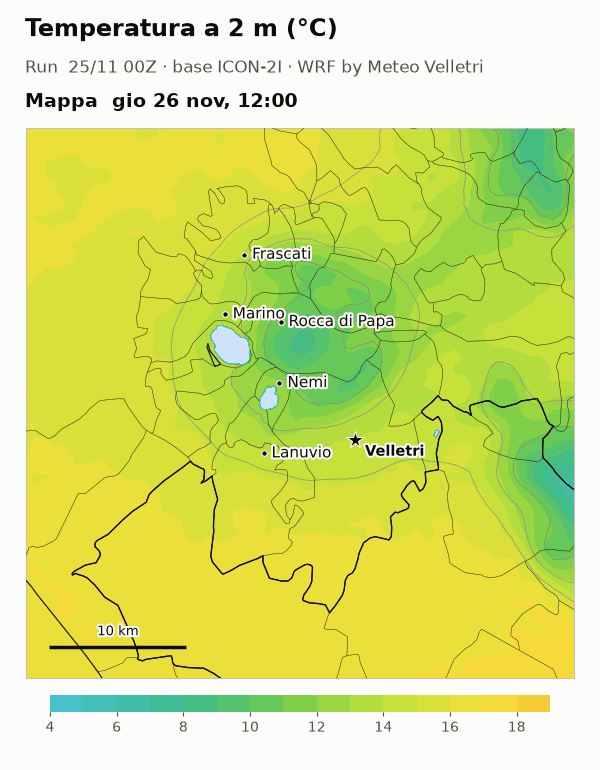 Temperatura a 2 m (°C)
Run  25/11 00Z · base ICON-2I · WRF by Meteo Velletri
Mappa  gio 26 nov, 12:00
Frascati
Marino
Rocca di Papa
Nemi
Velletri
Lanuvio
10 km
4 6 8 10 12 14 16 18